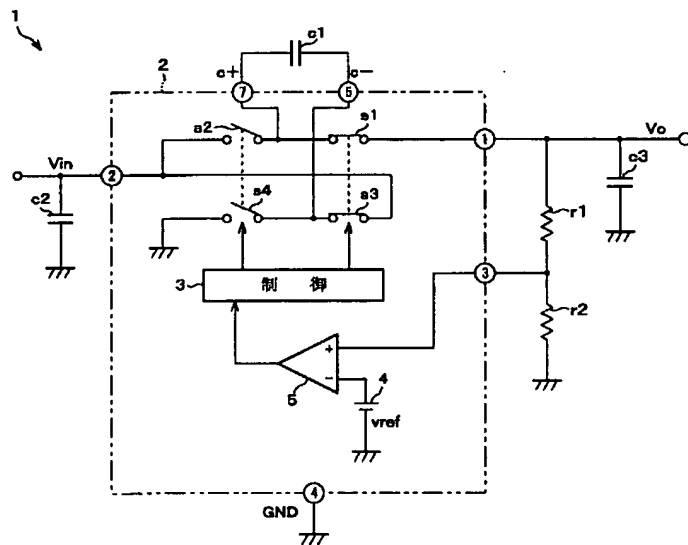 1
2
c+
c1
c−
7
5
s2
s1
1
Vo
Vin
2
c2
c3
s4
s3
r1
3
制 御
3
r2
+
−
5
4
vref
4
GND